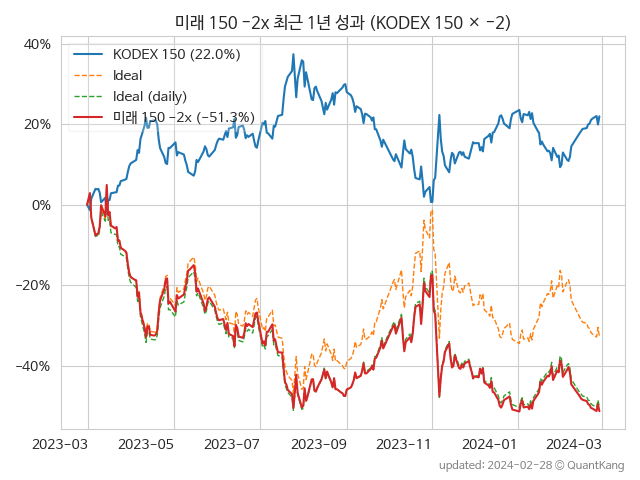 미래 150 −2x 최근 1년 성과 (KODEX 150 × −2)
40%
20%
0%
−20%
−40%
KODEX 150 (22.0%)
Ideal
Ideal (daily)
미래 150 −2x (−51.3%)
2023−03
2023−05
2023−07
2023−09
2023−11
2024−01
2024−03
updated: 2024−02−28 © QuantKang